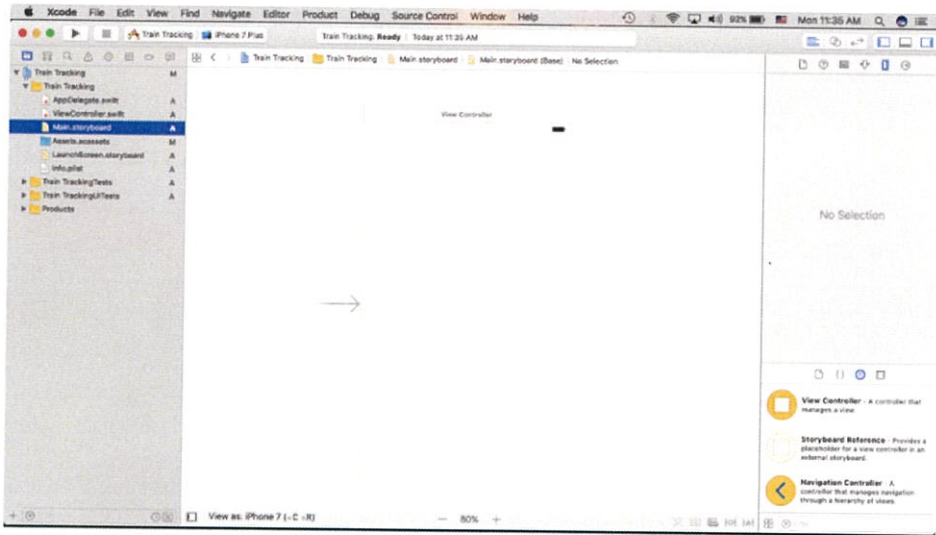 Xcode File Edit View Find Navigate Editor Product Debug Source Control Window Help 92% Mon 11:35 AM
Train Tracking iPhone 7 Plus Train Tracking: Ready Today at 11:35 AM
Train Tracking Train Tracking Main.storyboard Main.storyboard (Base) No Selection
Train Tracking M
Train Tracking
AppDelegate.swift A
ViewController.swift A
Main.storyboard A
Assets.xcassets M
LaunchScreen.storyboard A
Info.plist A
Train TrackingTests A
Train TrackingUITests A
Products
View Controller
No Selection
View Controller - A controller that
manages a view.
Storyboard Reference - Provides a
placeholder for a view controller in an
external storyboard.
Navigation Controller - A
controller that manages navigation
through a hierarchy of views.
View as: iPhone 7 (wC hR) 80%